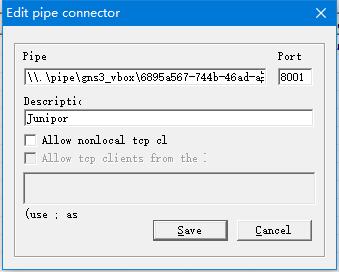 Edit pipe connector
Pipe Port
\\.\pipe\gns3_vbox\6895a567-744b-46ad-a 8001
Descriptic
Junipor
Allow nonlocal tcp cl
Allow tcp clients from the
(use ; as
Save Cancel